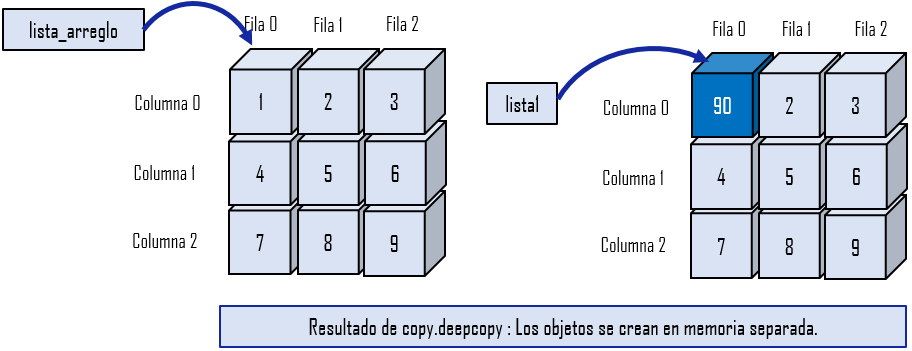 lista_arreglo
Fila 0 Fila 1 Fila 2
Columna 0 1 2 3
Columna 1 4 5 6
Columna 2 7 8 9
lista1
Fila 0 Fila 1 Fila 2
Columna 0 90 2 3
Columna 1 4 5 6
Columna 2 7 8 9
Resultado de copy.deepcopy : Los objetos se crean en memoria separada.